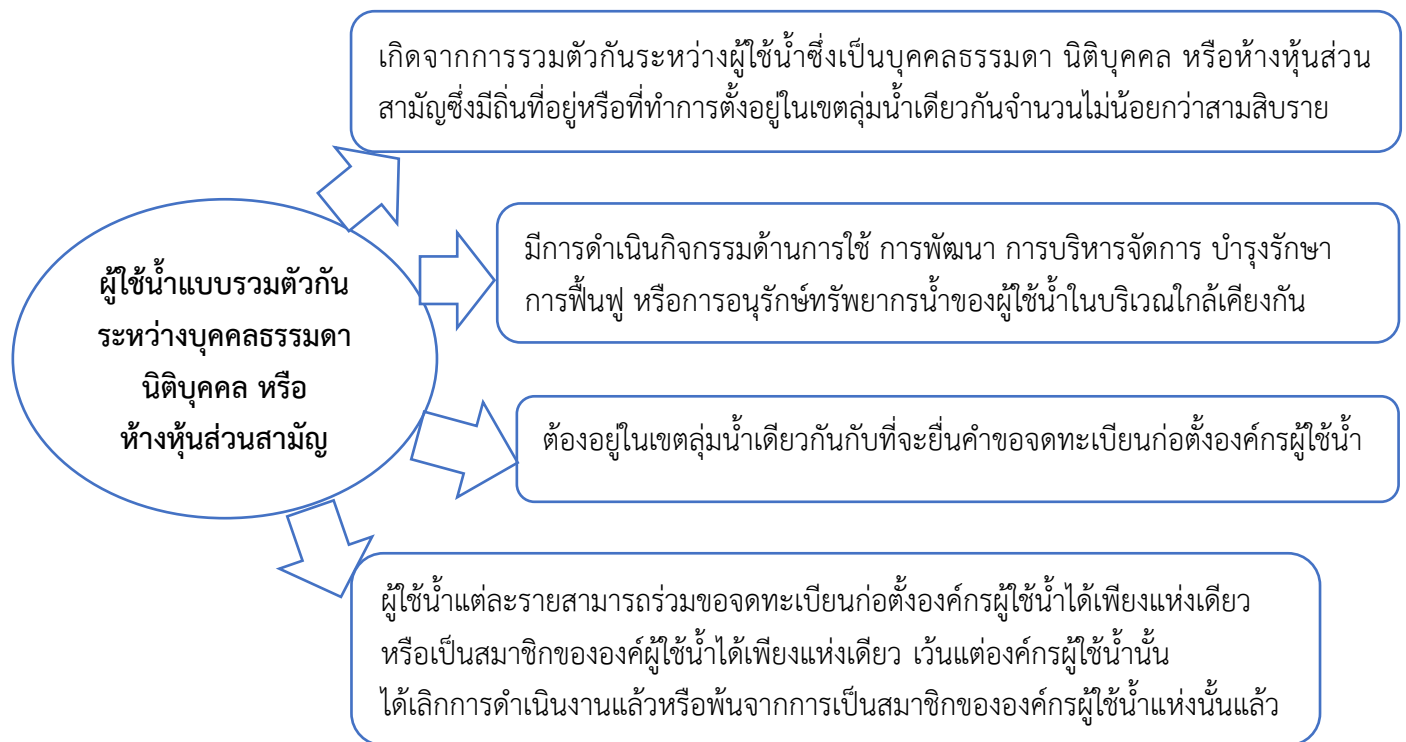 เกิดจากการรวมตัวกันระหว่างผู้ใช้น้ำซึ่งเป็นบุคคลธรรมดา นิติบุคคล หรือห้างหุ้นส่วน
สามัญซึ่งมีถิ่นที่อยู่หรือที่ทำการตั้งอยู่ในเขตลุ่มน้ำเดียวกันจำนวนไม่น้อยกว่าสามสิบราย
ผู้ใช้น้ำแบบรวมตัวกัน
ระหว่างบุคคลธรรมดา
นิติบุคคล หรือ
ห้างหุ้นส่วนสามัญ
มีการดำเนินกิจกรรมด้านการใช้ การพัฒนา การบริหารจัดการ บำรุงรักษา
การฟื้นฟู หรือการอนุรักษ์ทรัพยากรน้ำของผู้ใช้น้ำในบริเวณใกล้เคียงกัน
ต้องอยู่ในเขตลุ่มน้ำเดียวกันกับที่จะยื่นคำขอจดทะเบียนก่อตั้งองค์กรผู้ใช้น้ำ
ผู้ใช้น้ำแต่ละรายสามารถร่วมขอจดทะเบียนก่อตั้งองค์กรผู้ใช้น้ำได้เพียงแห่งเดียว
หรือเป็นสมาชิกขององค์ผู้ใช้น้ำได้เพียงแห่งเดียว เว้นแต่องค์กรผู้ใช้น้ำนั้น
ได้เลิกการดำเนินงานแล้วหรือพ้นจากการเป็นสมาชิกขององค์กรผู้ใช้น้ำแห่งนั้นแล้ว